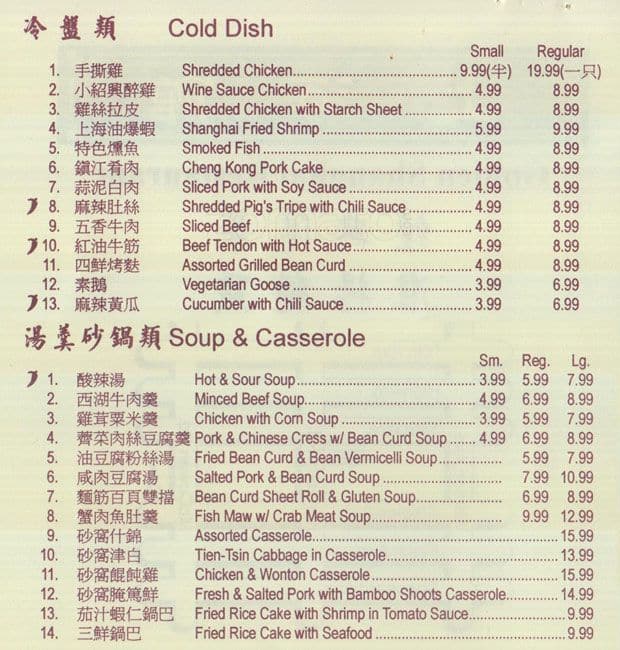 冷盤類 Cold Dish
Small Regular
1. 手撕雞 Shredded Chicken 9.99(半) 19.99(一只)
2. 小紹興醉雞 Wine Sauce Chicken 4.99 8.99
3. 雞絲拉皮 Shredded Chicken with Starch Sheet 4.99 8.99
4. 上海油爆蝦 Shanghai Fried Shrimp 5.99 9.99
5. 特色燻魚 Smoked Fish 4.99 8.99
6. 鎮江肴肉 Cheng Kong Pork Cake 4.99 8.99
7. 蒜泥白肉 Sliced Pork with Soy Sauce 4.99 8.99
8. 麻辣肚絲 Shredded Pig's Tripe with Chili Sauce 4.99 8.99
9. 五香牛肉 Sliced Beef 4.99 8.99
10. 紅油牛筋 Beef Tendon with Hot Sauce 4.99 8.99
11. 四鮮烤麩 Assorted Grilled Bean Curd 4.99 8.99
12. 素鵝 Vegetarian Goose 3.99 6.99
13. 麻辣黃瓜 Cucumber with Chili Sauce 3.99 6.99
湯羹砂鍋類 Soup & Casserole
Sm. Reg. Lg.
1. 酸辣湯 Hot & Sour Soup 3.99 5.99 7.99
2. 西湖牛肉羹 Minced Beef Soup 4.99 6.99 8.99
3. 雞茸粟米羹 Chicken with Corn Soup 3.99 5.99 7.99
4. 薺菜肉絲豆腐羹 Pork & Chinese Cress w/ Bean Curd Soup 4.99 6.99 8.99
5. 油豆腐粉絲湯 Fried Bean Curd & Bean Vermicelli Soup 5.99 7.99
6. 咸肉豆腐湯 Salted Pork & Bean Curd Soup 7.99 10.99
7. 麵筋百頁雙擋 Bean Curd Sheet Roll & Gluten Soup 6.99 8.99
8. 蟹肉魚肚羹 Fish Maw w/ Crab Meat Soup 9.99 12.99
9. 砂窩什錦 Assorted Casserole 15.99
10. 砂窩津白 Tien-Tsin Cabbage in Casserole 13.99
11. 砂窩餛飩雞 Chicken & Wonton Casserole 15.99
12. 砂窩腌篤鮮 Fresh & Salted Pork with Bamboo Shoots Casserole 14.99
13. 茄汁蝦仁鍋巴 Fried Rice Cake with Shrimp in Tomato Sauce 9.99
14. 三鮮鍋巴 Fried Rice Cake with Seafood 9.99